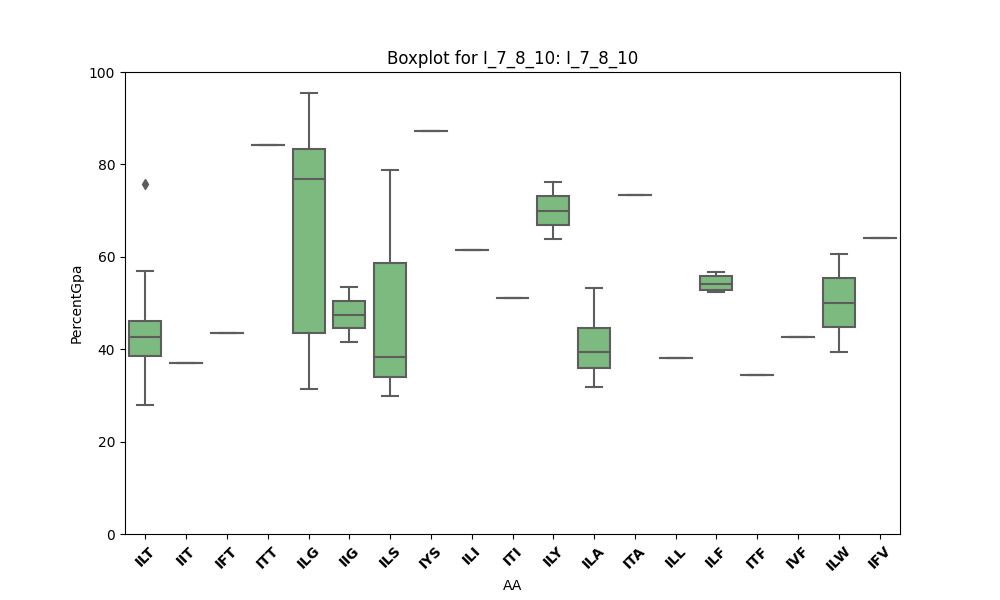 Boxplot for I_7_8_10: I_7_8_10
100
80
60
40
20
0
PercentGpa
ILT IIT IFT ITT ILG IIG ILS IYS ILI ITI ILY ILA ITA ILL ILF ITF IVF ILW IFV
AA